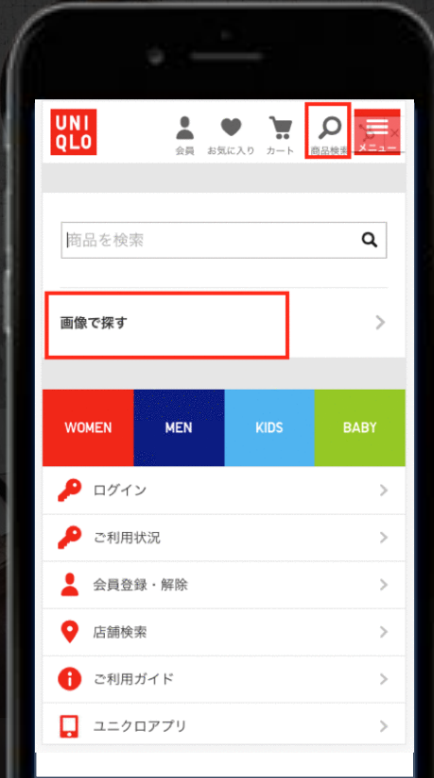 UNI
QLO
会員 お気に入り カート 商品検索 メニュー
商品を検索
画像で探す
WOMEN MEN KIDS BABY
ログイン
ご利用状況
会員登録・解除
店舗検索
ご利用ガイド
ユニクロアプリ